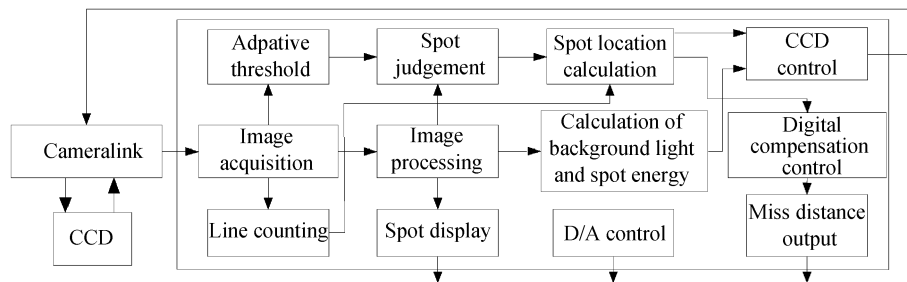 Adpative
threshold
Spot
judgement
Spot location
calculation
CCD
control
Cameralink
Image
acquisition
Image
processing
Calculation of
background light
and spot energy
Digital
compensation
control
CCD
Line counting
Spot display
D/A control
Miss distance
output